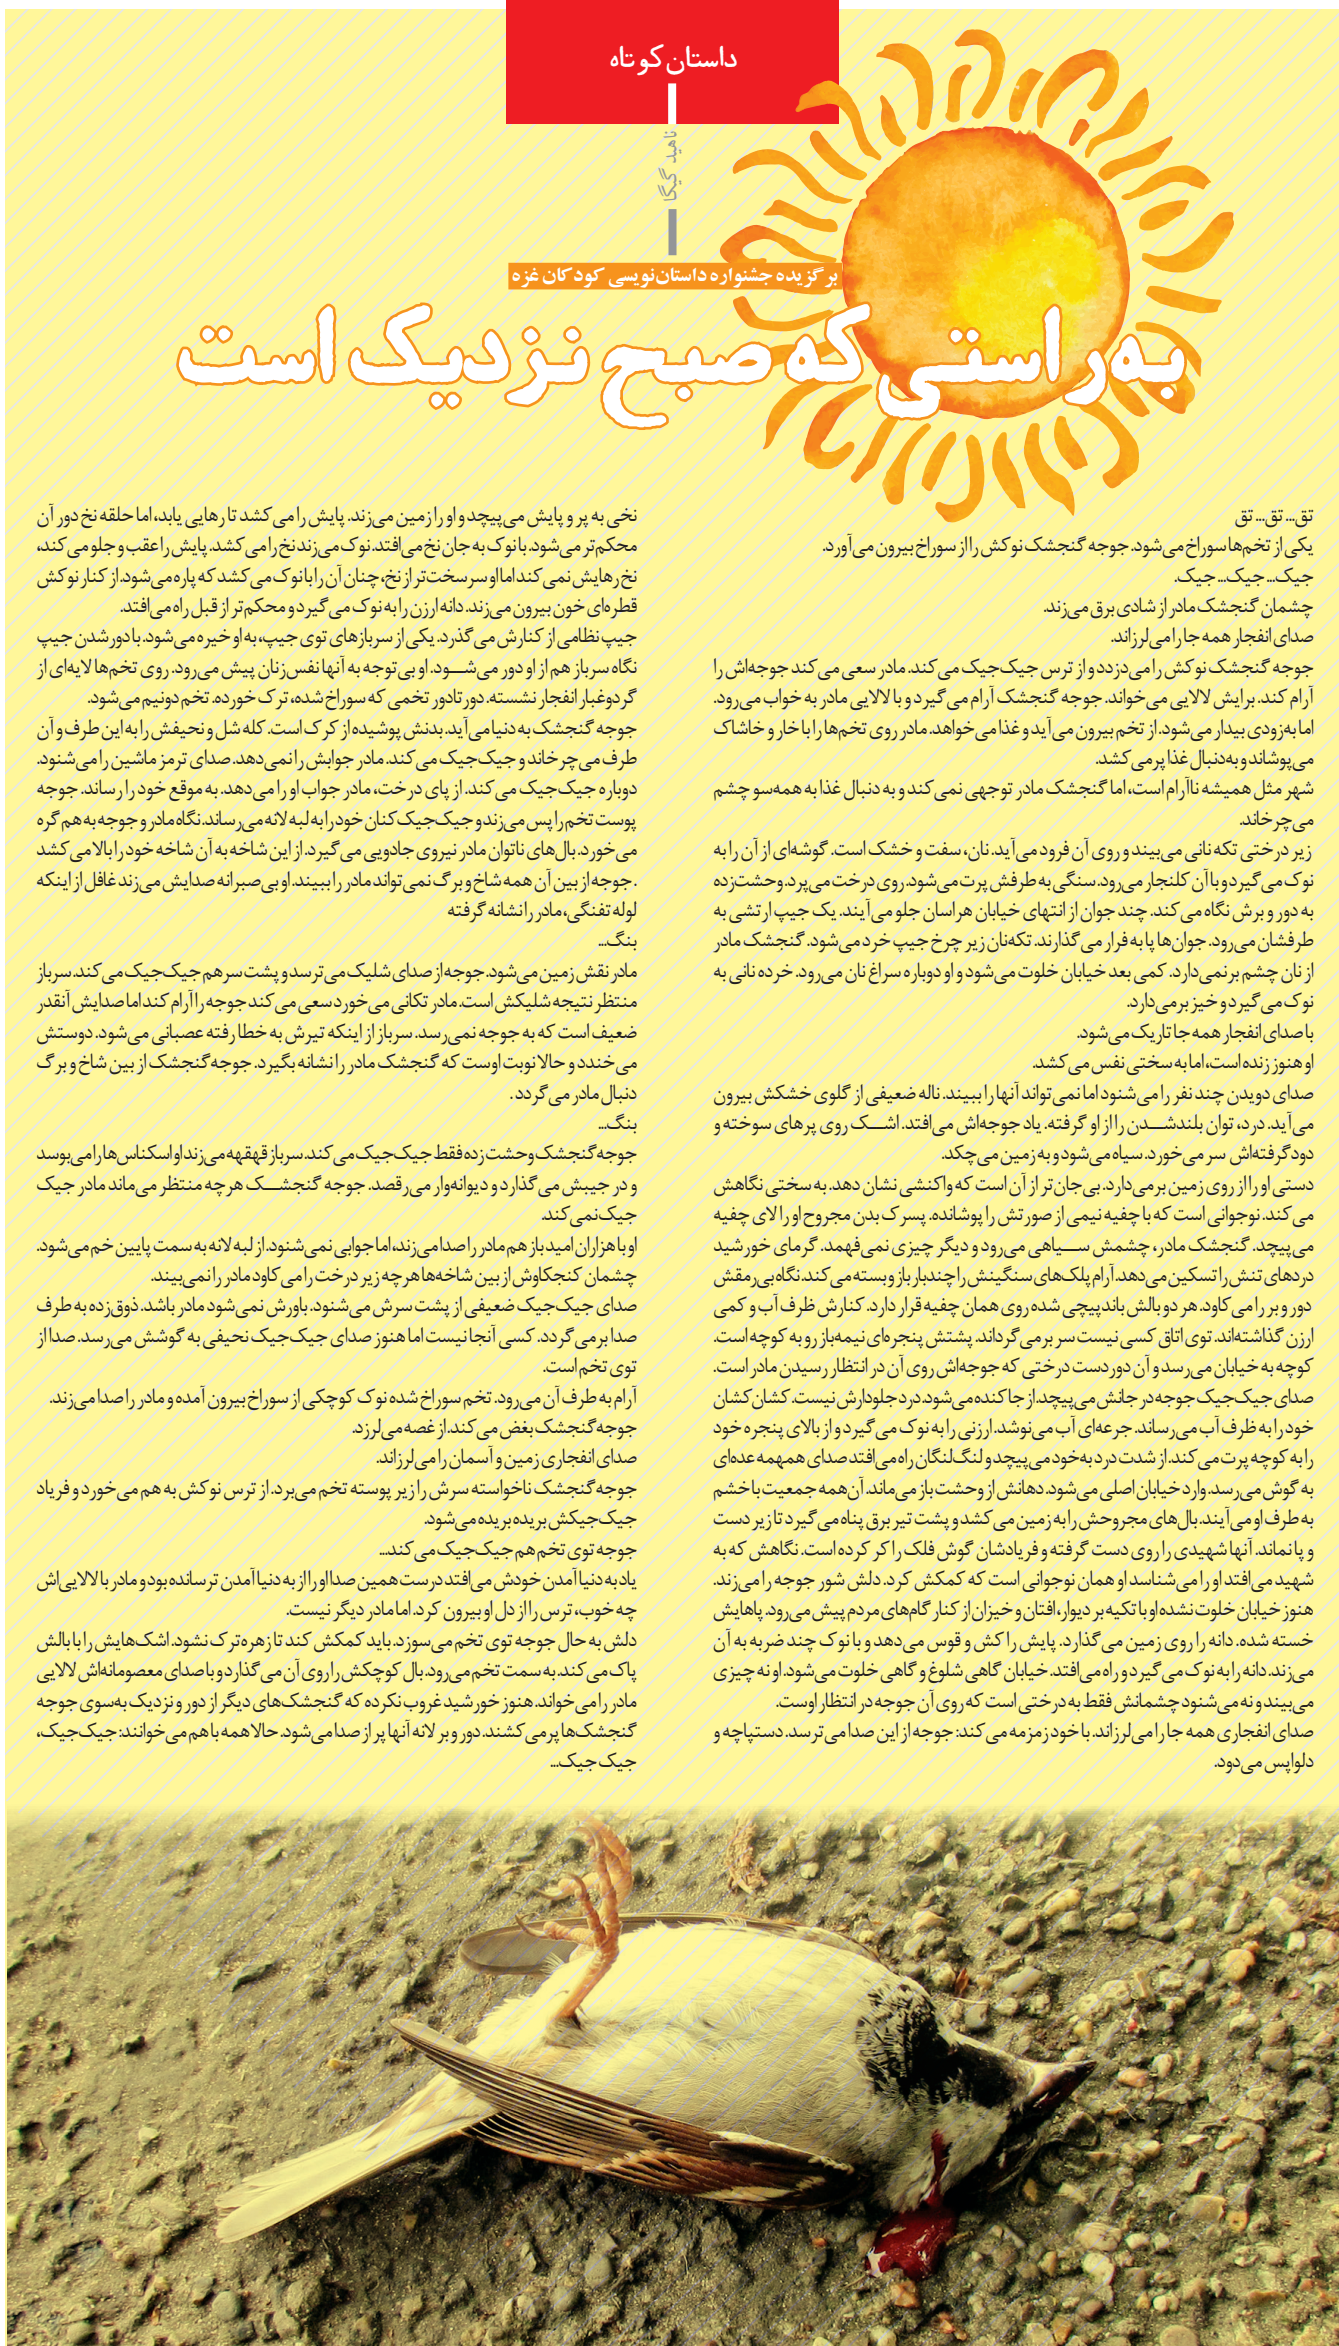 داستان کوتاه
ناهید گیگا
برگزیده جشنواره داستان‌نویسی کودکان غزه
به‌راستی که صبح نزدیک است
تق... تق... تق
یکی از تخم‌ها سوراخ می‌شود. جوجه گنجشک نوکش را از سوراخ بیرون می‌آورد.
جیک... جیک... جیک.
چشمان گنجشک مادر از شادی برق می‌زند.
صدای انفجار همه جا را می‌لرزاند.
جوجه گنجشک نوکش را می‌دزدد و از ترس جیک‌جیک می‌کند. مادر سعی می‌کند جوجه‌اش را
آرام کند. برایش لالایی می‌خواند. جوجه گنجشک آرام می‌گیرد و با لالایی مادر به خواب می‌رود.
اما به‌زودی بیدار می‌شود. از تخم بیرون می‌آید و غذا می‌خواهد. مادر روی تخم‌ها را با خار و خاشاک
می‌پوشاند و به‌دنبال غذا پر می‌کشد.
شهر مثل همیشه ناآرام است، اما گنجشک مادر توجهی نمی‌کند و به دنبال غذا به همه‌سو چشم
می‌چرخاند.
زیر درختی تکه نانی می‌بیند و روی آن فرود می‌آید. نان، سفت و خشک است. گوشه‌ای از آن را به
نوک می‌گیرد و با آن کلنجار می‌رود. سنگی به طرفش پرت می‌شود. روی درخت می‌پرد. وحشت‌زده
به دور و برش نگاه می‌کند. چند جوان از انتهای خیابان هراسان جلو می‌آیند. یک جیپ ارتشی به
طرفشان می‌رود. جوان‌ها پا به فرار می‌گذارند. تکه‌نان زیر چرخ جیپ خرد می‌شود. گنجشک مادر
از نان چشم برنمی‌دارد. کمی بعد خیابان خلوت می‌شود و او دوباره سراغ نان می‌رود. خرده نانی به
نوک می‌گیرد و خیز برمی‌دارد.
با صدای انفجار همه جا تاریک می‌شود.
او هنوز زنده است، اما به سختی نفس می‌کشد.
صدای دویدن چند نفر را می‌شنود اما نمی‌تواند آنها را ببیند. ناله ضعیفی از گلوی خشکش بیرون
می‌آید. درد، توان بلندشدن را از او گرفته. یاد جوجه‌اش می‌افتد. اشک روی پرهای سوخته و
دودگرفته‌اش سر می‌خورد. سیاه می‌شود و به زمین می‌چکد.
دستی او را از روی زمین برمی‌دارد. بی‌جان‌تر از آن است که واکنشی نشان دهد. به سختی نگاهش
می‌کند. نوجوانی است که با چفیه نیمی از صورتش را پوشانده. پسرک بدن مجروح او را لای چفیه
می‌پیچد. گنجشک مادر، چشمش سیاهی می‌رود و دیگر چیزی نمی‌فهمد. گرمای خورشید
دردهای تنش را تسکین می‌دهد. آرام پلک‌های سنگینش را چندبار باز و بسته می‌کند. نگاه بی‌رمقش
دور و بر را می‌کاود. هر دو بالش باندپیچی شده روی همان چفیه قرار دارد. کنارش ظرف آب و کمی
ارزن گذاشته‌اند. توی اتاق کسی نیست سر برمی‌گرداند. پشتش پنجره‌ای نیمه‌باز رو به کوچه است.
کوچه به خیابان می‌رسد و آن دوردست درختی که جوجه‌اش روی آن در انتظار رسیدن مادر است.
صدای جیک‌جیک جوجه در جانش می‌پیچد. از جا کنده می‌شود. درد جلودارش نیست. کشان کشان
خود را به ظرف آب می‌رساند. جرعه‌ای آب می‌نوشد. ارزنی را به نوک می‌گیرد و از بالای پنجره خود
را به کوچه پرت می‌کند. از شدت درد به‌خود می‌پیچد و لنگ‌لنگان راه می‌افتد صدای همهمه عده‌ای
به گوش می‌رسد. وارد خیابان اصلی می‌شود. دهانش از وحشت باز می‌ماند. آن همه جمعیت با خشم
به طرف او می‌آیند. بال‌های مجروحش را به زمین می‌کشد و پشت تیر برق پناه می‌گیرد تا زیر دست
و پا نماند. آنها شهیدی را روی دست گرفته و فریادشان گوش فلک را کر کرده است. نگاهش که به
شهید می‌افتد او را می‌شناسد او همان نوجوانی است که کمکش کرد. دلش شور جوجه را می‌زند.
هنوز خیابان خلوت نشده او با تکیه بر دیوار، افتان و خیزان از کنار گام‌های مردم پیش می‌رود. پاهایش
خسته شده. دانه را روی زمین می‌گذارد. پایش را کش و قوس می‌دهد و با نوک چند ضربه به آن
می‌زند. دانه را به نوک می‌گیرد و راه می‌افتد. خیابان گاهی شلوغ و گاهی خلوت می‌شود. او نه چیزی
می‌بیند و نه می‌شنود چشمانش فقط به درختی است که روی آن جوجه در انتظار اوست.
صدای انفجاری همه جا را می‌لرزاند. با خود زمزمه می‌کند: جوجه از این صدا می‌ترسد. دستپاچه و
دلواپس می‌دود.
نخی به پر و پایش می‌پیچد و او را زمین می‌زند. پایش را می‌کشد تا رهایی یابد، اما حلقه نخ دور آن
محکم‌تر می‌شود. با نوک به جان نخ می‌افتد. نوک می‌زند نخ را می‌کشد. پایش را عقب و جلو می‌کند،
نخ رهایش نمی‌کند اما او سرسخت‌تر از نخ، چنان آن را با نوک می‌کشد که پاره می‌شود. از کنار نوکش
قطره‌ای خون بیرون می‌زند. دانه ارزن را به نوک می‌گیرد و محکم‌تر از قبل راه می‌افتد.
جیپ نظامی از کنارش می‌گذرد. یکی از سربازهای توی جیپ، به او خیره می‌شود. با دورشدن جیپ
نگاه سرباز هم از او دور می‌شود. او بی‌توجه به آنها نفس‌زنان پیش می‌رود. روی تخم‌ها لایه‌ای از
گردوغبار انفجار نشسته. دورتادور تخمی که سوراخ شده، ترک خورده. تخم دونیم می‌شود.
جوجه گنجشک به دنیا می‌آید. بدنش پوشیده از کرک است. کله شل و نحیفش را به این طرف و آن
طرف می‌چرخاند و جیک‌جیک می‌کند. مادر جوابش را نمی‌دهد. صدای ترمز ماشین را می‌شنود.
دوباره جیک‌جیک می‌کند. از پای درخت، مادر جواب او را می‌دهد. به موقع خود را رساند. جوجه
پوست تخم را پس می‌زند و جیک‌جیک‌کنان خود را به لبه لانه می‌رساند. نگاه مادر و جوجه به هم گره
می‌خورد. بال‌های ناتوان مادر نیروی جادویی می‌گیرد. از این شاخه به آن شاخه خود را بالا می‌کشد
. جوجه از بین آن همه شاخ و برگ نمی‌تواند مادر را ببیند. او بی‌صبرانه صدایش می‌زند غافل از اینکه
لوله تفنگی، مادر را نشانه گرفته
بنگ...
مادر نقش زمین می‌شود. جوجه از صدای شلیک می‌ترسد و پشت سر هم جیک‌جیک می‌کند. سرباز
منتظر نتیجه شلیکش است. مادر تکانی می‌خورد سعی می‌کند جوجه را آرام کند اما صدایش آنقدر
ضعیف است که به جوجه نمی‌رسد. سرباز از اینکه تیرش به خطا رفته عصبانی می‌شود. دوستش
می‌خندد و حالا نوبت اوست که گنجشک مادر را نشانه بگیرد. جوجه گنجشک از بین شاخ و برگ
دنبال مادر می‌گردد .
بنگ...
جوجه گنجشک وحشت زده فقط جیک‌جیک می‌کند. سرباز قهقهه می‌زند او اسکناس‌ها را می‌بوسد
و در جیبش می‌گذارد و دیوانه‌وار می‌رقصد. جوجه گنجشک هر چه منتظر می‌ماند مادر جیک
جیک نمی‌کند.
او با هزاران امید باز هم مادر را صدا می‌زند، اما جوابی نمی‌شنود. از لبه لانه به سمت پایین خم می‌شود.
چشمان کنجکاوش از بین شاخه‌ها هر چه زیر درخت را می‌کاود مادر را نمی‌بیند.
صدای جیک‌جیک ضعیفی از پشت سرش می‌شنود. باورش نمی‌شود مادر باشد. ذوق‌زده به طرف
صدا برمی‌گردد. کسی آنجا نیست اما هنوز صدای جیک‌جیک نحیفی به گوشش می‌رسد. صدا از
توی تخم است.
آرام به طرف آن می‌رود. تخم سوراخ شده نوک کوچکی از سوراخ بیرون آمده و مادر را صدا می‌زند.
جوجه گنجشک بغض می‌کند. از غصه می‌لرزد.
صدای انفجاری زمین و آسمان را می‌لرزاند.
جوجه گنجشک ناخواسته سرش را زیر پوسته تخم می‌برد. از ترس نوکش به هم می‌خورد و فریاد
جیک‌جیکش بریده بریده می‌شود.
جوجه توی تخم هم جیک‌جیک می‌کند...
یاد به دنیا آمدن خودش می‌افتد درست همین صدا او را از به دنیا آمدن ترسانده بود و مادر با لالایی‌اش
چه خوب، ترس را از دل او بیرون کرد. اما مادر دیگر نیست.
دلش به حال جوجه توی تخم می‌سوزد. باید کمکش کند تا زهره‌ترک نشود. اشک‌هایش را با بالش
پاک می‌کند. به سمت تخم می‌رود. بال کوچکش را روی آن می‌گذارد و با صدای معصومانه‌اش لالایی
مادر را می‌خواند. هنوز خورشید غروب نکرده که گنجشک‌های دیگر از دور و نزدیک به‌سوی جوجه
گنجشک‌ها پر می‌کشند. دور و بر لانه آنها پر از صدا می‌شود. حالا همه با هم می‌خوانند: جیک‌جیک،
جیک جیک...